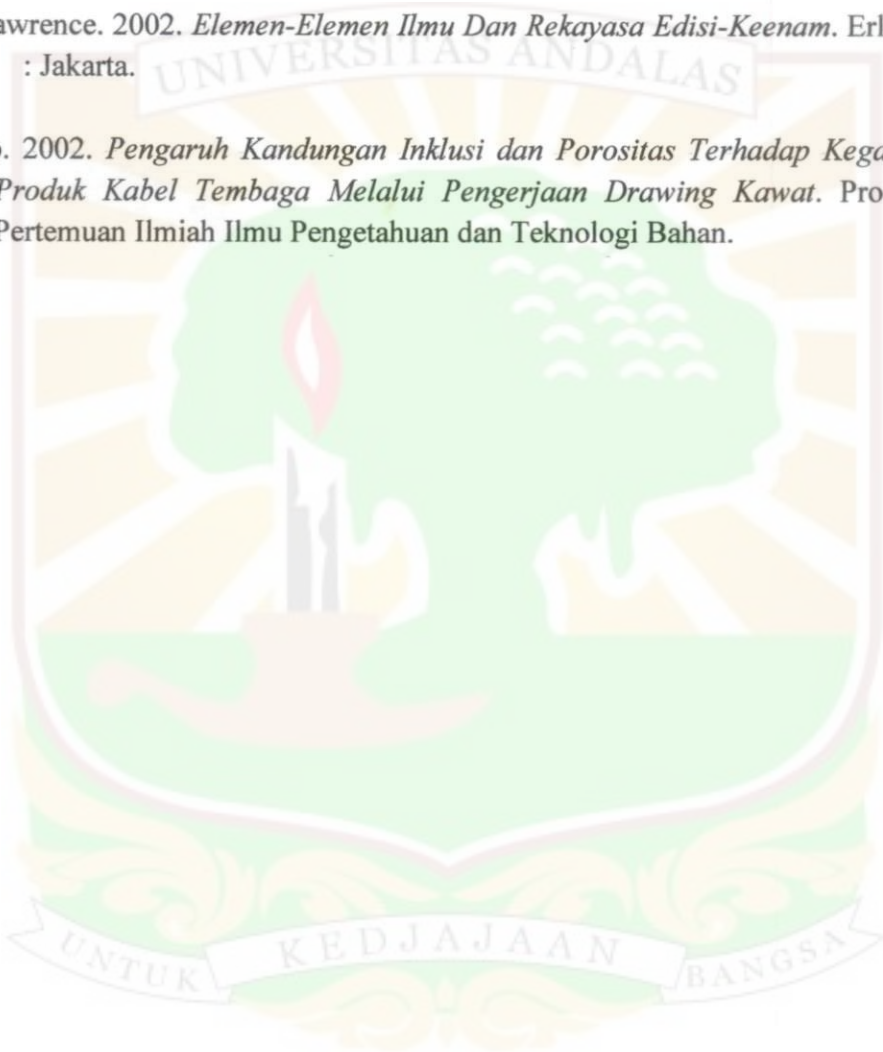 awrence. 2002. Elemen-Elemen Ilmu Dan Rekayasa Edisi-Keenam. Erl
: Jakarta.
UNIVERSITAS ANDALAS
. 2002. Pengaruh Kandungan Inklusi dan Porositas Terhadap Kega
Produk Kabel Tembaga Melalui Pengerjaan Drawing Kawat. Pro
Pertemuan Ilmiah Ilmu Pengetahuan dan Teknologi Bahan.
UNTUK KEDJAJAAN BANGSA